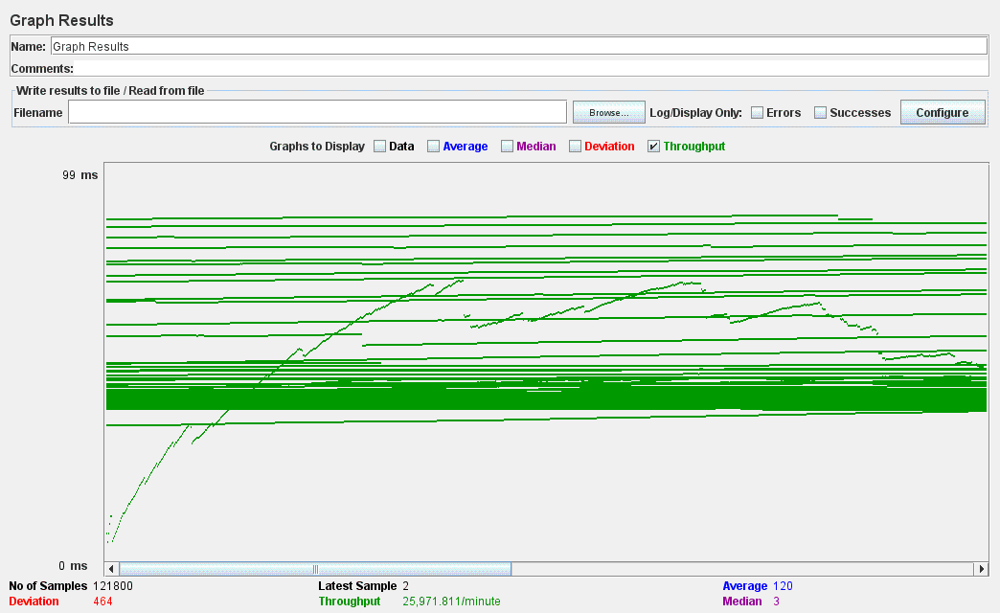 Graph Results
Name: Graph Results
Comments:
Write results to file / Read from file
Filename Browse... Log/Display Only: Errors Successes Configure
Graphs to Display Data Average Median Deviation Throughput
99 ms
0 ms
No of Samples 121800 Latest Sample 2 Average 120
Deviation 464 Throughput 25,971.811/minute Median 3